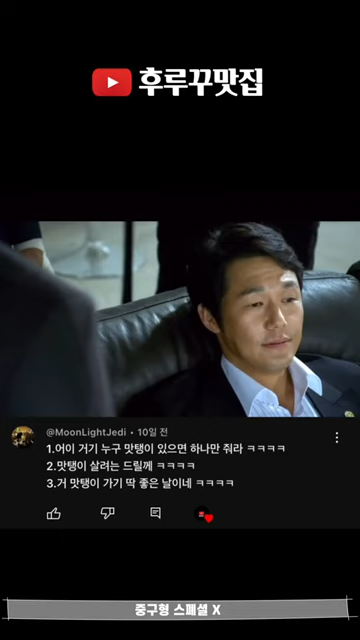 후루꾸맛집
@MoonLightJedi • 10일 전
1.어이 거기 누구 맛탱이 있으면 하나만 줘라 ㅋㅋㅋㅋ
2.맛탱이 살려는 드릴께 ㅋㅋㅋㅋ
3.거 맛탱이 가기 딱 좋은 날이네 ㅋㅋㅋㅋ
중구형 스페셜 X